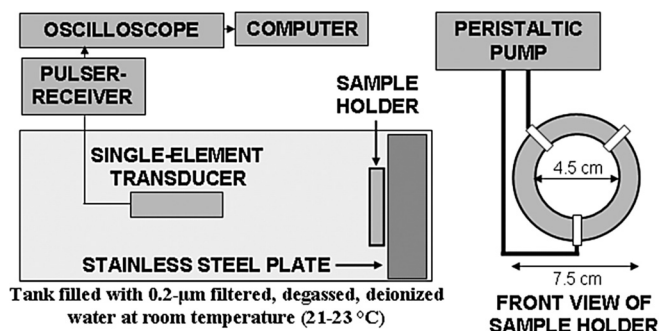 OSCILLOSCOPE
COMPUTER
PULSER-
RECEIVER
SAMPLE
HOLDER
SINGLE-ELEMENT
TRANSDUCER
STAINLESS STEEL PLATE
Tank filled with 0.2-μm filtered, degassed, deionized
water at room temperature (21-23 °C)
PERISTALTIC
PUMP
4.5 cm
7.5 cm
FRONT VIEW OF
SAMPLE HOLDER